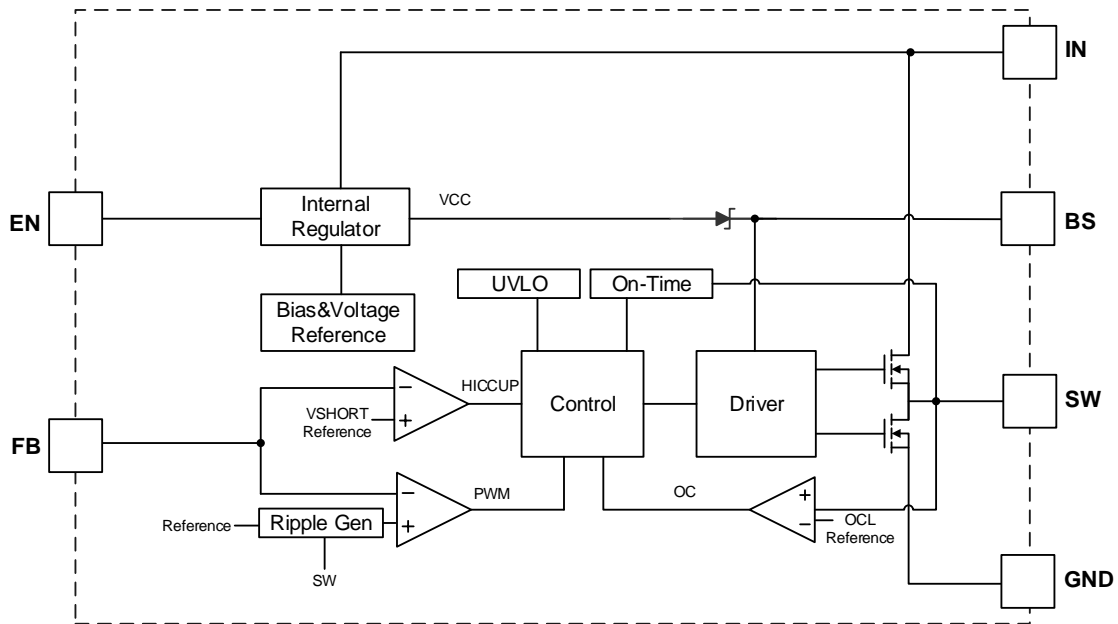 IN
Internal
Regulator
VCC
EN
BS
UVLO
On-Time
Bias&Voltage
Reference
HICCUP
VSHORT
Reference
Control
Driver
SW
FB
PWM
OC
Reference
Ripple Gen
OCL
Reference
SW
GND
− + − + + −